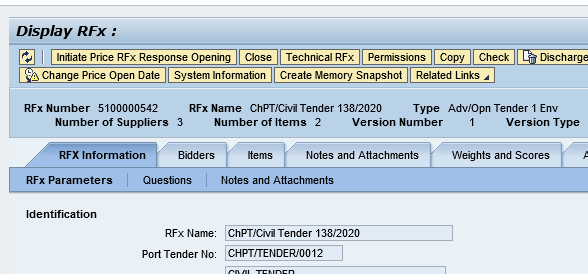 Display RFx :
Initiate Price RFx Response Opening Close Technical RFx Permissions Copy Check Discharge
Change Price Open Date System Information Create Memory Snapshot Related Links
RFx Number 5100000542 RFx Name ChPT/Civil Tender 138/2020 Type Adv/Opn Tender 1 Env
Number of Suppliers 3 Number of Items 2 Version Number 1 Version Type
RFX Information Bidders Items Notes and Attachments Weights and Scores
RFx Parameters Questions Notes and Attachments
Identification
RFx Name: ChPT/Civil Tender 138/2020
Port Tender No: CHPT/TENDER/0012
CIVIL TENDER